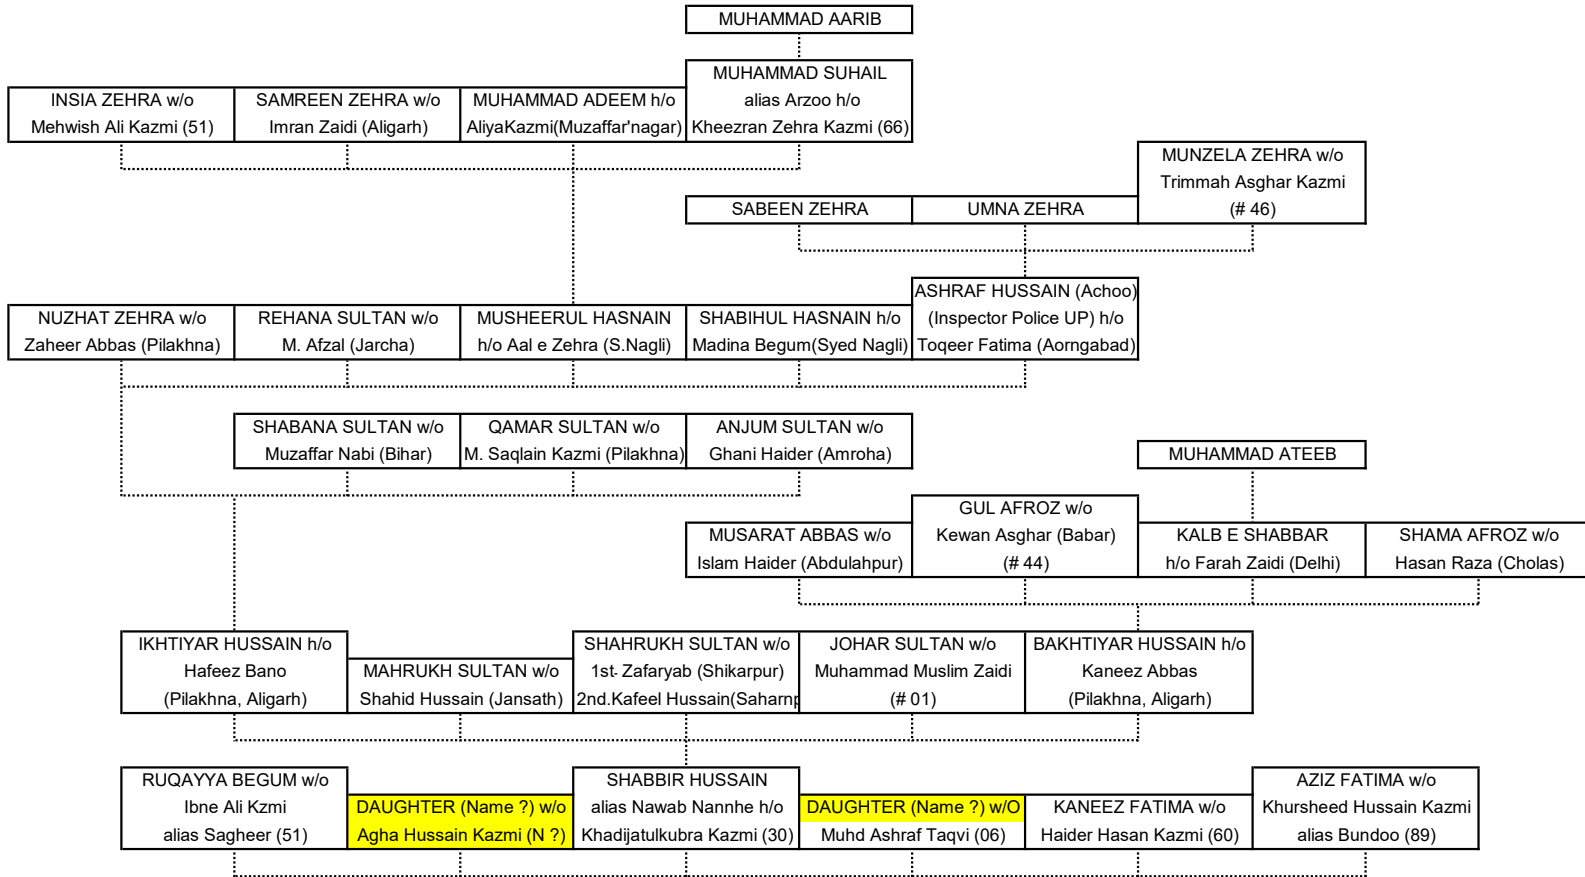 MUHAMMAD AARIB
MUHAMMAD SUHAIL
alias Arzoo h/o
Kheezran Zehra Kazmi (66)
INSIA ZEHRA w/o
Mehwish Ali Kazmi (51)
SAMREEN ZEHRA w/o
Imran Zaidi (Aligarh)
MUHAMMAD ADEEM h/o
AliyaKazmi(Muzaffar'nagar)
MUNZELA ZEHRA w/o
Trimmah Asghar Kazmi
(# 46)
SABEEN ZEHRA
UMNA ZEHRA
ASHRAF HUSSAIN (Achoo)
(Inspector Police UP) h/o
Toqeer Fatima (Aorngabad)
NUZHAT ZEHRA w/o
Zaheer Abbas (Pilakhna)
REHANA SULTAN w/o
M. Afzal (Jarcha)
MUSHEERUL HASNAIN
h/o Aal e Zehra (S.Nagli)
SHABIHUL HASNAIN h/o
Madina Begum(Syed Nagli)
SHABANA SULTAN w/o
Muzaffar Nabi (Bihar)
QAMAR SULTAN w/o
M. Saqlain Kazmi (Pilakhna)
ANJUM SULTAN w/o
Ghani Haider (Amroha)
MUHAMMAD ATEEB
MUSARAT ABBAS w/o
Islam Haider (Abdulahpur)
GUL AFROZ w/o
Kewan Asghar (Babar)
(# 44)
KALB E SHABBAR
h/o Farah Zaidi (Delhi)
SHAMA AFROZ w/o
Hasan Raza (Cholas)
IKHTIYAR HUSSAIN h/o
Hafeez Bano
(Pilakhna, Aligarh)
MAHRUKH SULTAN w/o
Shahid Hussain (Jansath)
SHAHRUKH SULTAN w/o
1st. Zafaryab (Shikarpur)
2nd.Kafeel Hussain(Saharnp
JOHAR SULTAN w/o
Muhammad Muslim Zaidi
(# 01)
BAKHTIYAR HUSSAIN h/o
Kaneez Abbas
(Pilakhna, Aligarh)
RUQAYYA BEGUM w/o
Ibne Ali Kzmi
alias Sagheer (51)
DAUGHTER (Name ?) w/o
Agha Hussain Kazmi (N ?)
SHABBIR HUSSAIN
alias Nawab Nannhe h/o
Khadijatulkubra Kazmi (30)
DAUGHTER (Name ?) w/O
Muhd Ashraf Taqvi (06)
KANEEZ FATIMA w/o
Haider Hasan Kazmi (60)
AZIZ FATIMA w/o
Khursheed Hussain Kazmi
alias Bundoo (89)